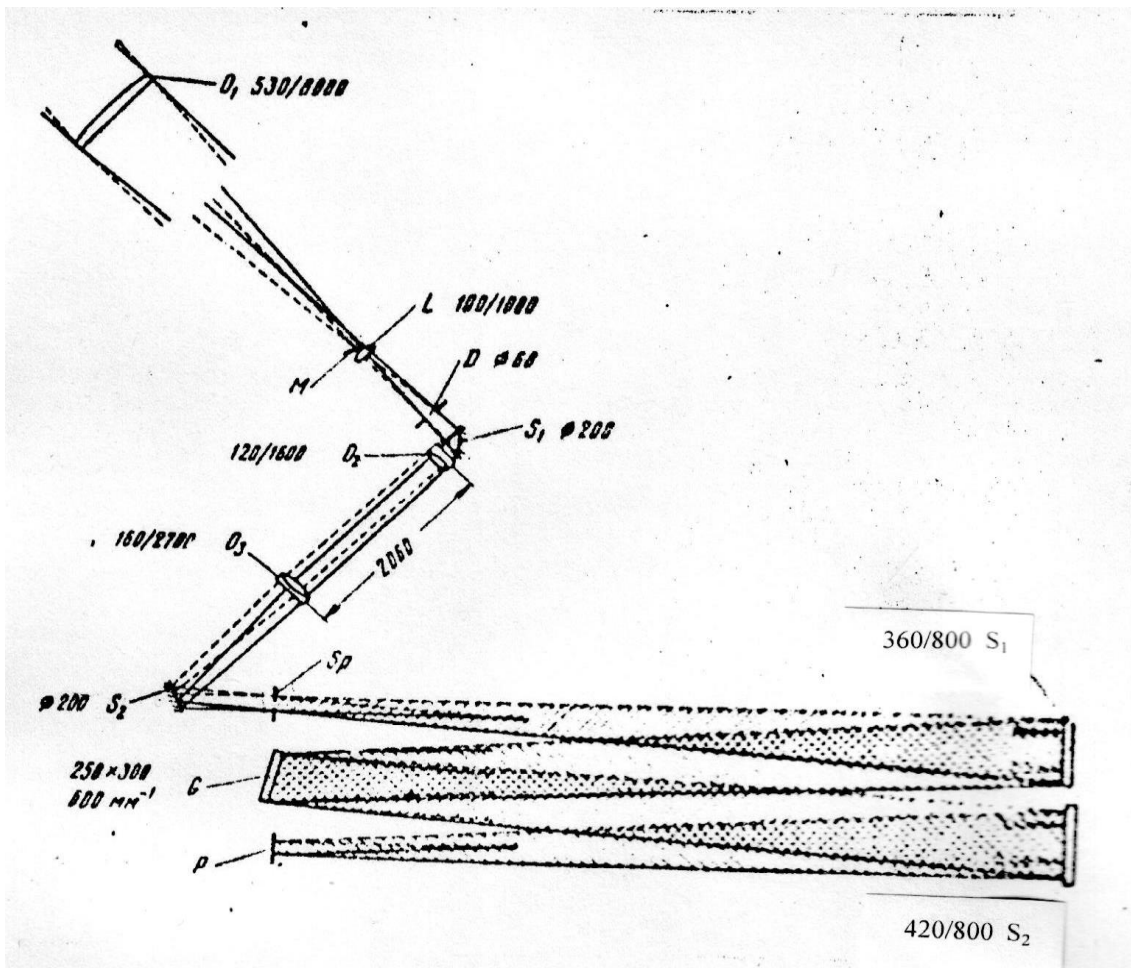 O₁ 530/8000
L 100/1000
M
D ⌀60
S₁ ⌀200
120/1600 O₂
160/2700 O₃
2060
360/800 S₁
Sp
⌀200 S₂
250×300
600 мм⁻¹
G
P
420/800 S₂